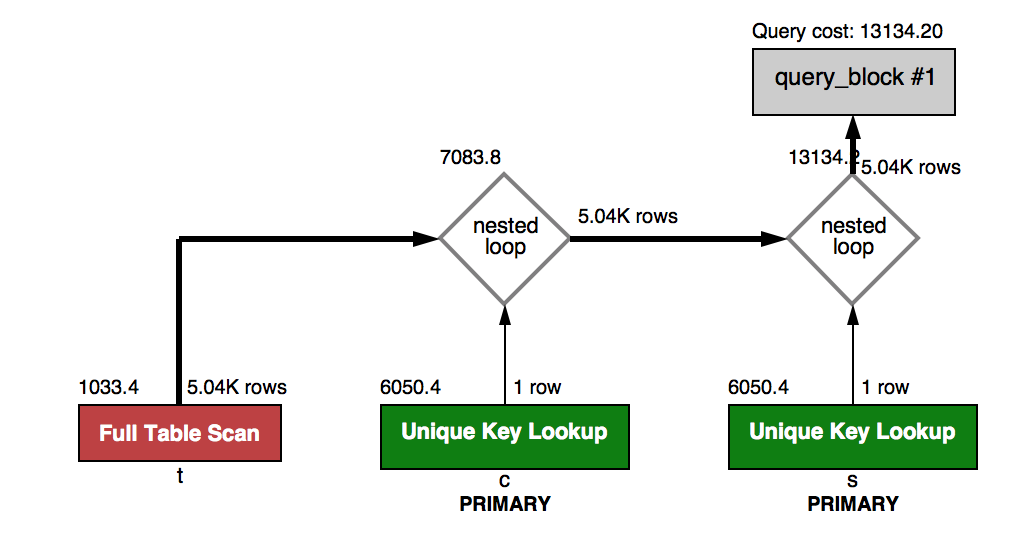 Query cost: 13134.20
query_block #1
7083.8
13134.2
5.04K rows
nested
loop
5.04K rows
nested
loop
1033.4
5.04K rows
6050.4
1 row
6050.4
1 row
Full Table Scan
Unique Key Lookup
Unique Key Lookup
t
c
s
PRIMARY
PRIMARY